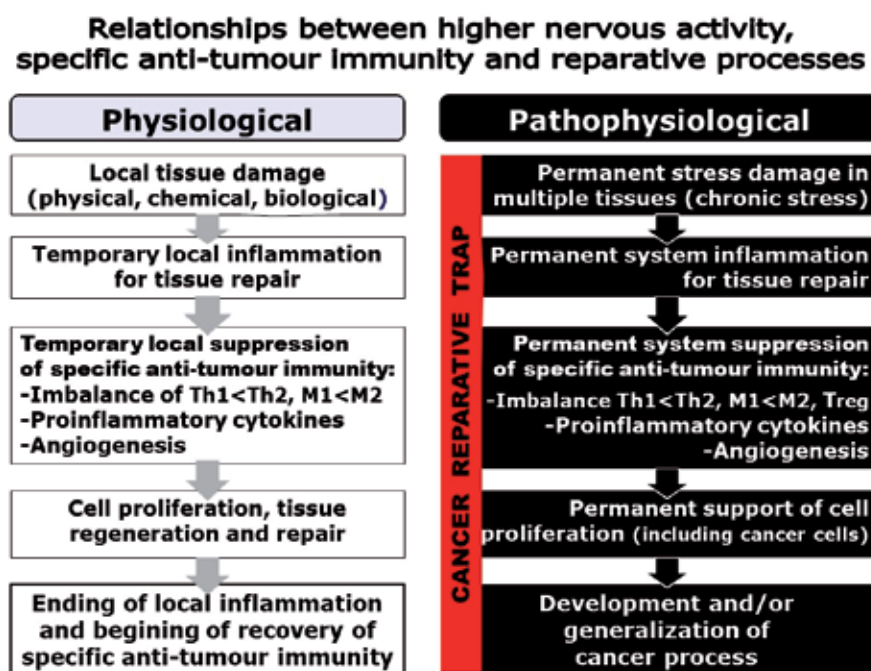 Relationships between higher nervous activity,
specific anti-tumour immunity and reparative processes
Physiological
Local tissue damage
(physical, chemical, biological)
Temporary local inflammation
for tissue repair
Temporary local suppression
of specific anti-tumour immunity:
-Imbalance of Th1<Th2, M1<M2
-Proinflammatory cytokines
-Angiogenesis
Cell proliferation, tissue
regeneration and repair
Ending of local inflammation
and begining of recovery of
specific anti-tumour immunity
Pathophysiological
CANCER REPARATIVE TRAP
Permanent stress damage in
multiple tissues (chronic stress)
Permanent system inflammation
for tissue repair
Permanent system suppression
of specific anti-tumour immunity:
-Imbalance Th1<Th2, M1<M2, Treg
-Proinflammatory cytokines
-Angiogenesis
Permanent support of cell
proliferation (including cancer cells)
Development and/or
generalization of
cancer process